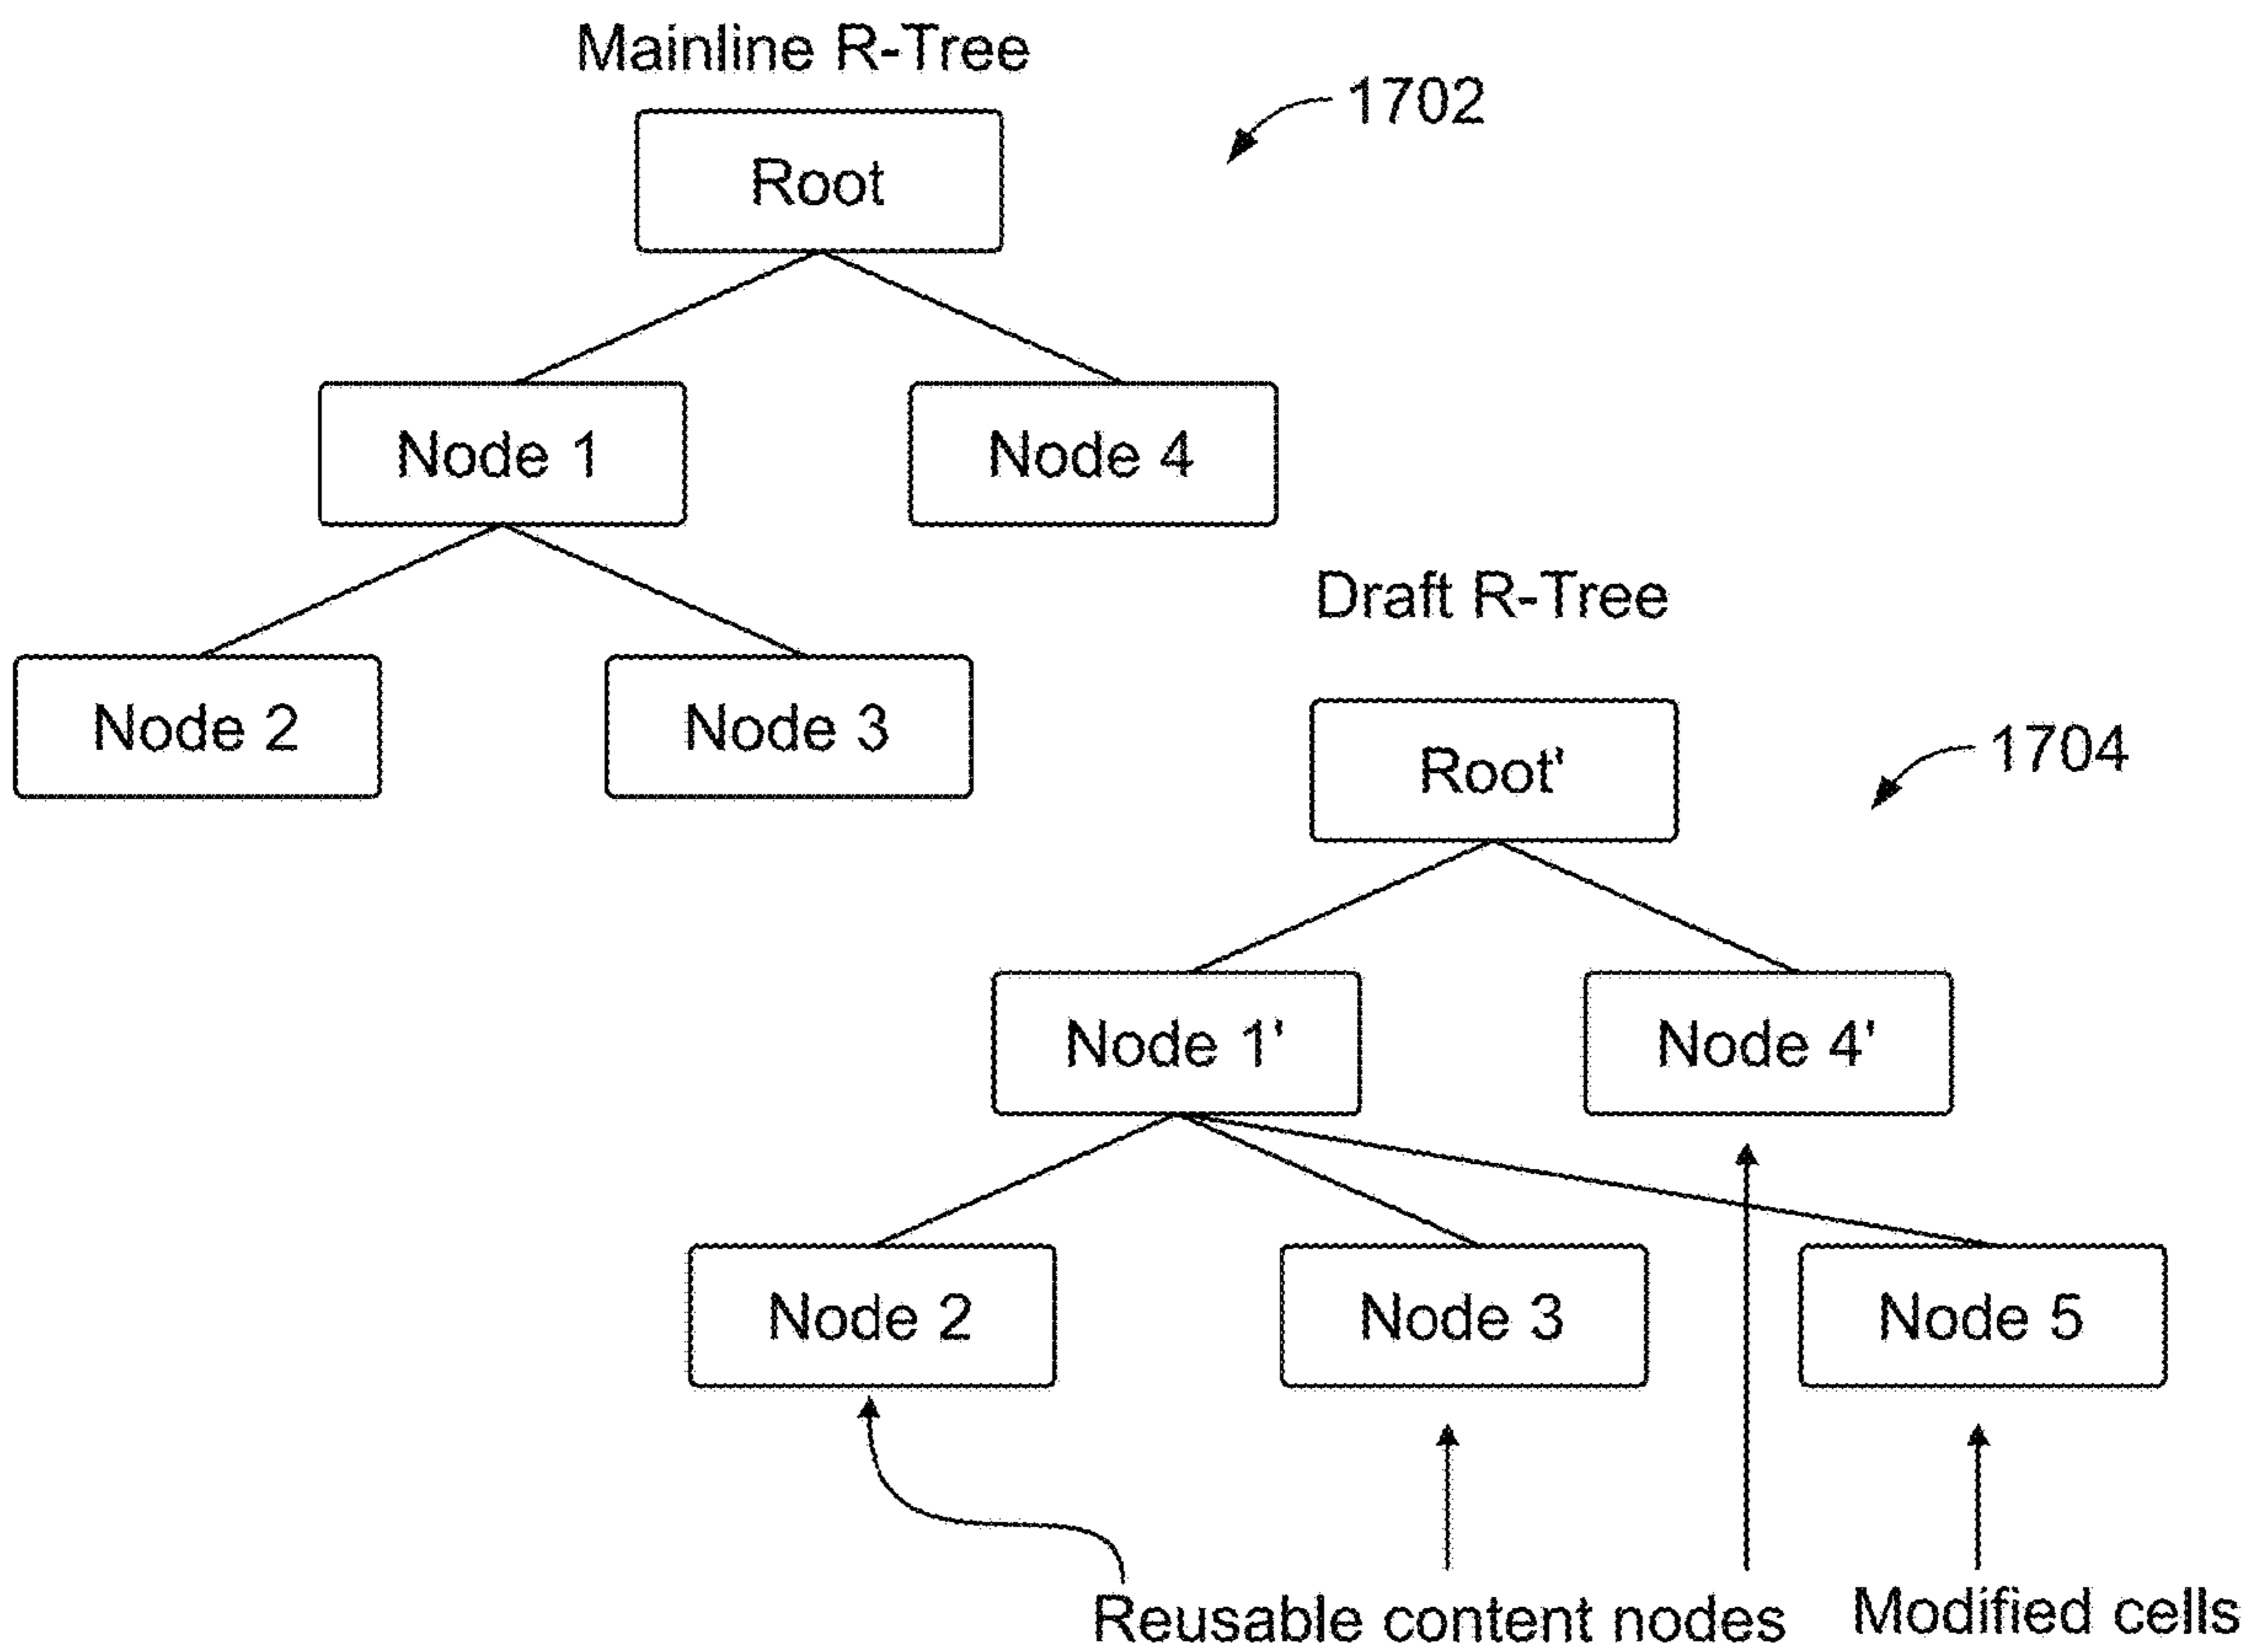 Mainline R-Tree
1702
Root
Node 1
Node 4
Node 2
Node 3
Draft R-Tree
1704
Root'
Node 1'
Node 4'
Node 2
Node 3
Node 5
Reusable content nodes
Modified cells